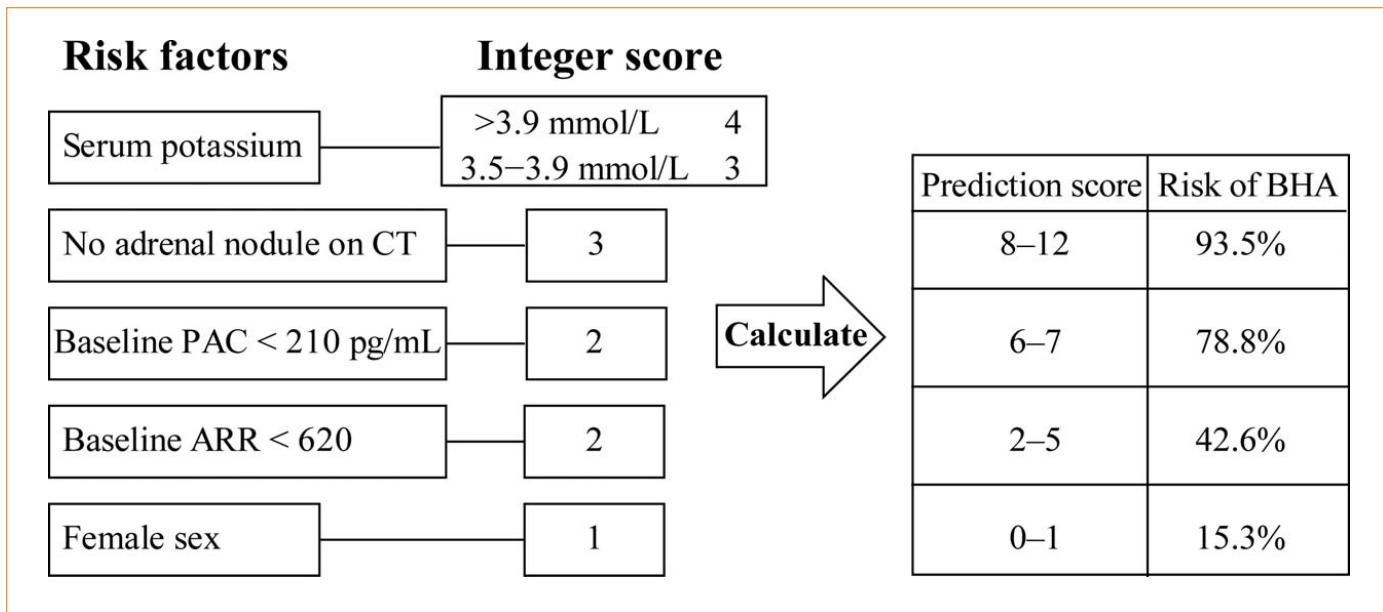 Risk factors Integer score
Serum potassium
>3.9 mmol/L 4
3.5−3.9 mmol/L 3
No adrenal nodule on CT 3
Baseline PAC < 210 pg/mL 2
Baseline ARR < 620 2
Female sex 1
Calculate
Prediction score Risk of BHA
8–12 93.5%
6–7 78.8%
2–5 42.6%
0–1 15.3%